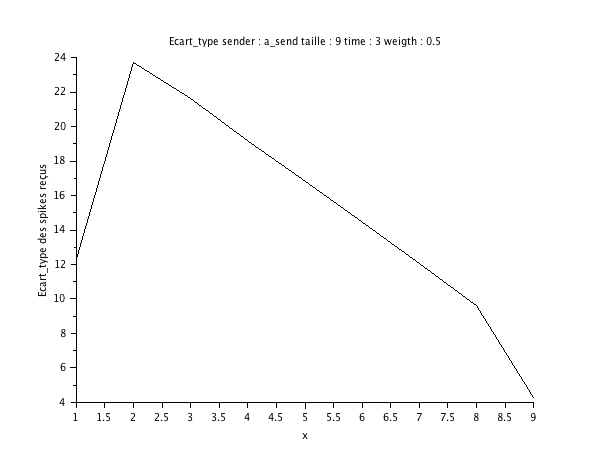 Ecart_type sender : a_send taille : 9 time : 3 weigth : 0.5
24
22
20
18
16
14
12
10
8
6
4
Ecart_type des spikes reçus
1 1.5 2 2.5 3 3.5 4 4.5 5 5.5 6 6.5 7 7.5 8 8.5 9
x